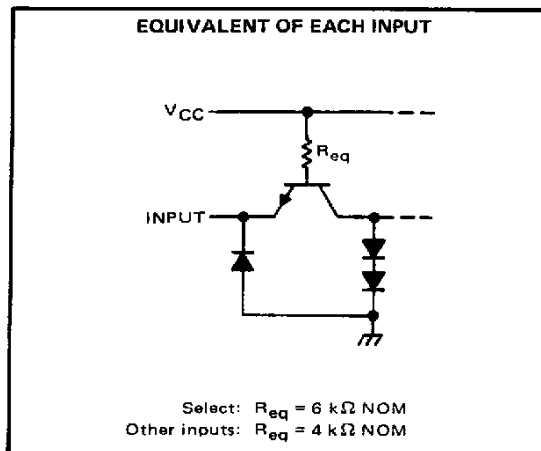 EQUIVALENT OF EACH INPUT
VCC
Req
INPUT
Select: Req = 6 kΩ NOM
Other inputs: Req = 4 kΩ NOM